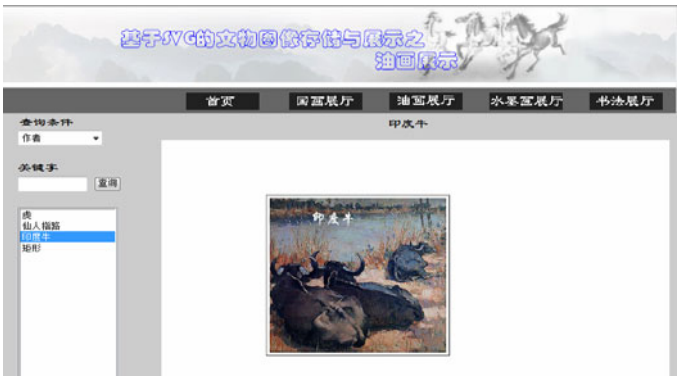 基于SVG的文物图像存储与展示之
油画展示
首页 国画展厅 油画展厅 水墨画展厅 书法展厅
查询条件
印度牛
作者
关键字
查询
虎
仙人指路
印度牛
矩形
印度牛